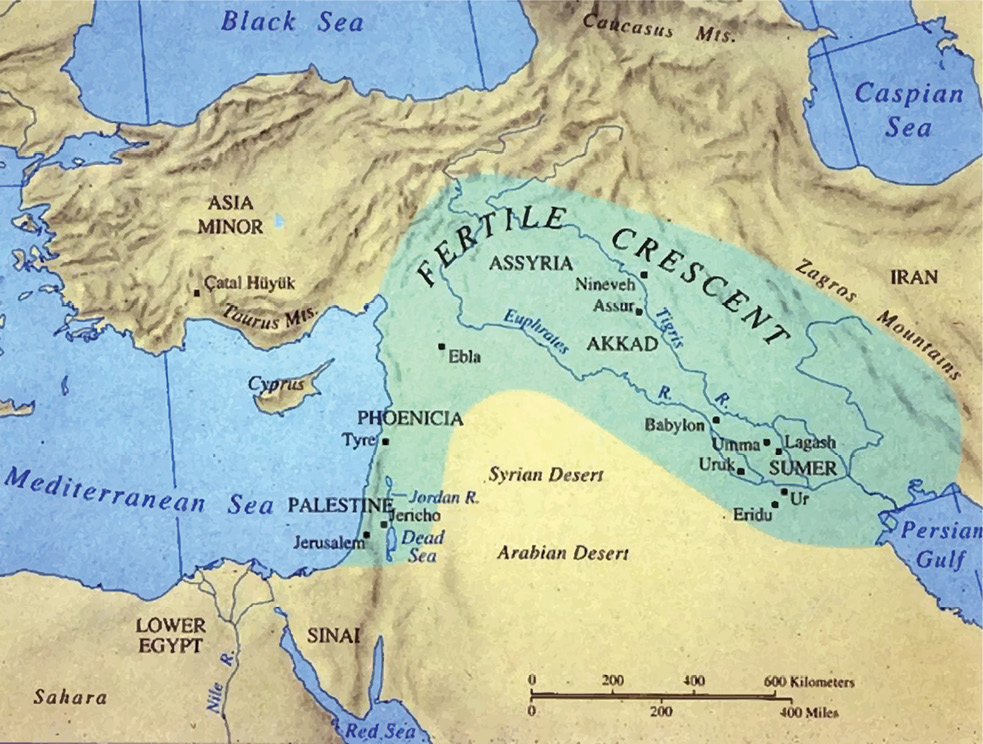 Black Sea
Caucasus Mts.
Caspian
Sea
ASIA
MINOR
FERTILE CRESCENT
ASSYRIA
Nineveh
Assur
Zagros Mountains
IRAN
Çatal Hüyük
Taurus Mts.
Euphrates R.
Tigris R.
AKKAD
Ebla
Cyprus
PHOENICIA
Tyre
Babylon
Umma
Lagash
Uruk
SUMER
Ur
Eridu
Syrian Desert
Mediterranean Sea
PALESTINE
Jordan R.
Jericho
Jerusalem
Dead
Sea
Arabian Desert
Persian
Gulf
LOWER
EGYPT
SINAI
Nile R.
Sahara
Red Sea
0 200 400 600 Kilometers
0 200 400 Miles